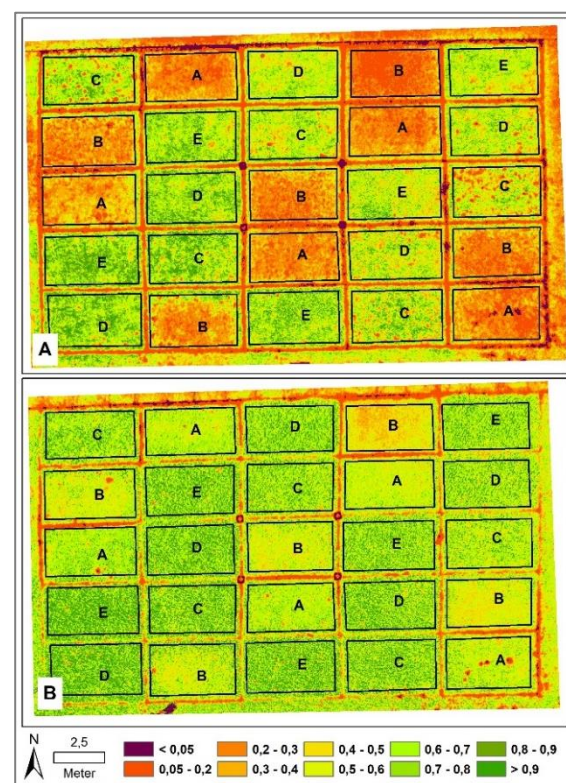 C A D B E
B E C A D
A D B E C
E C A D B
D B E C A
A
C A D B E
B E C A D
A D B E C
E C A D B
D B E C A
B
N 2,5 < 0,05 0,2 - 0,3 0,4 - 0,5 0,6 - 0,7 0,8 - 0,9
Meter 0,05 - 0,2 0,3 - 0,4 0,5 - 0,6 0,7 - 0,8 > 0,9